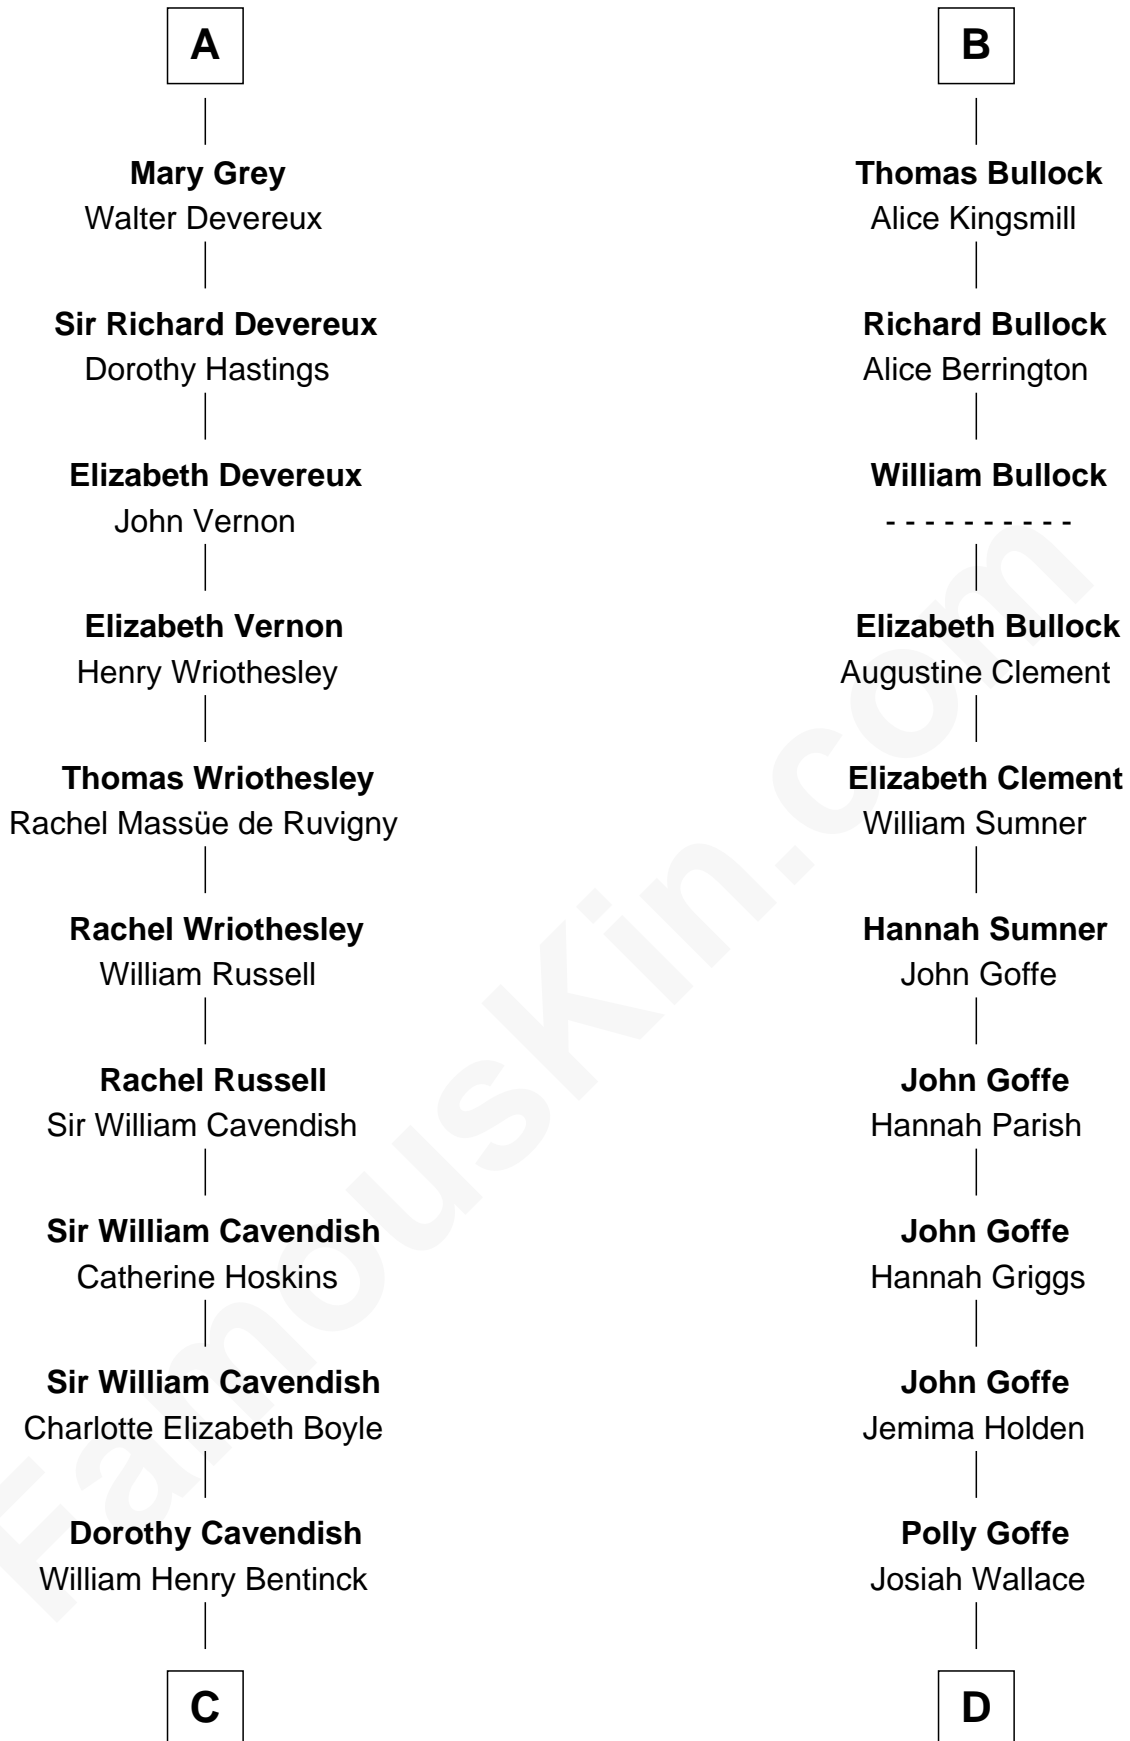 A
Mary Grey
Walter Devereux
Sir Richard Devereux
Dorothy Hastings
Elizabeth Devereux
John Vernon
Elizabeth Vernon
Henry Wriothesley
Thomas Wriothesley
Rachel Massüe de Ruvigny
Rachel Wriothesley
William Russell
Rachel Russell
Sir William Cavendish
Sir William Cavendish
Catherine Hoskins
Sir William Cavendish
Charlotte Elizabeth Boyle
Dorothy Cavendish
William Henry Bentinck
C
B
Thomas Bullock
Alice Kingsmill
Richard Bullock
Alice Berrington
William Bullock
- - - - - - - - - -
Elizabeth Bullock
Augustine Clement
Elizabeth Clement
William Sumner
Hannah Sumner
John Goffe
John Goffe
Hannah Parish
John Goffe
Hannah Griggs
John Goffe
Jemima Holden
Polly Goffe
Josiah Wallace
D
FamousKin.com